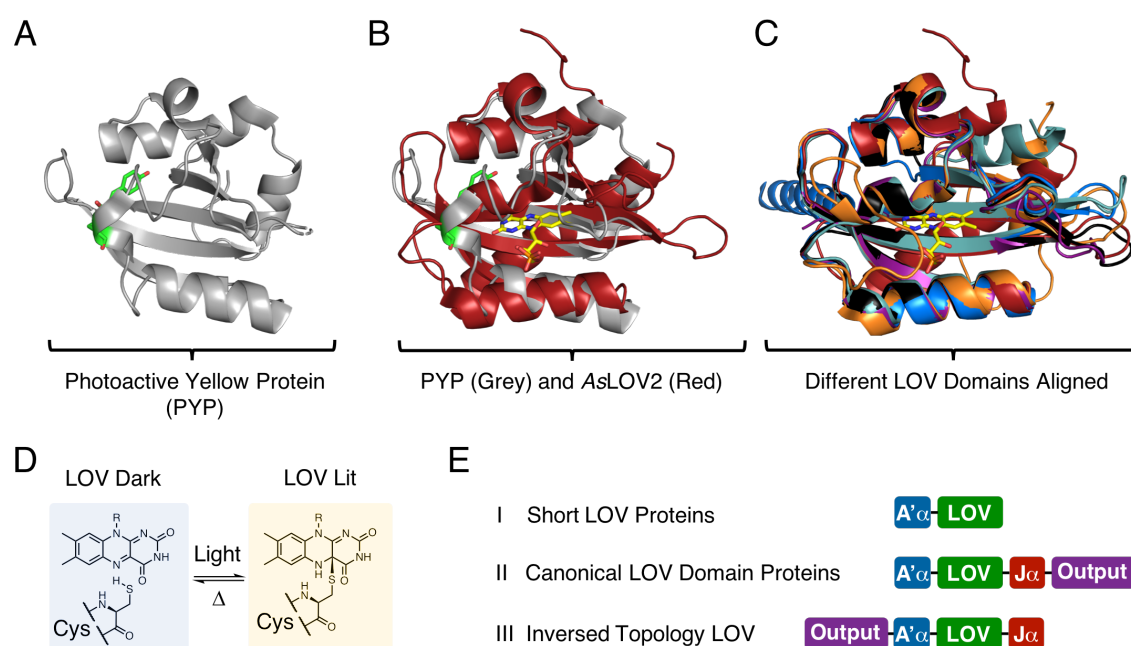 A
B
C
Photoactive Yellow Protein
(PYP)
PYP (Grey) and AsLOV2 (Red)
Different LOV Domains Aligned
D
LOV Dark
LOV Lit
R
N
N
O
NH
N
O
H
S
H
N
O
Cys
Light
Δ
R
N
N
O
NH
N
H
O
S
H
N
O
Cys
E
I Short LOV Proteins
A'α LOV
II Canonical LOV Domain Proteins
A'α LOV Jα Output
III Inversed Topology LOV
Output A'α LOV Jα